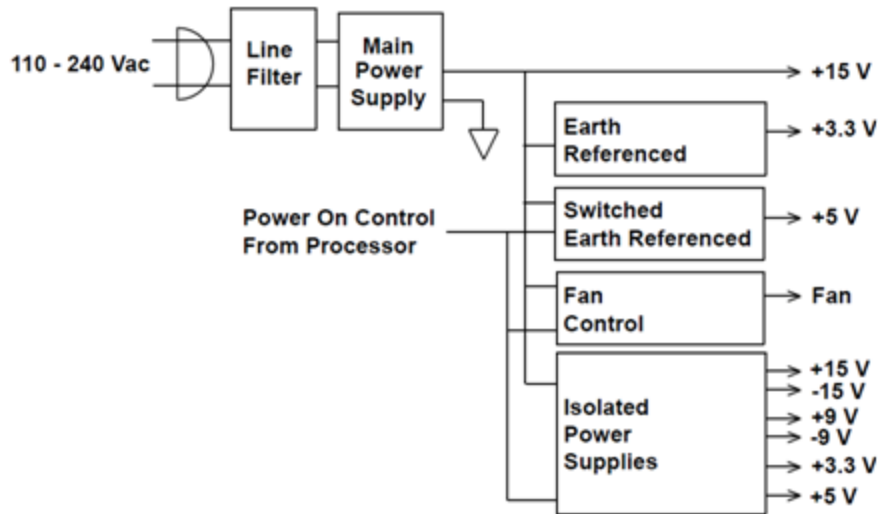 110 - 240 Vac
Line
Filter
Main
Power
Supply
+15 V
Earth
Referenced
+3.3 V
Power On Control
From Processor
Switched
Earth Referenced
+5 V
Fan
Control
Fan
Isolated
Power
Supplies
+15 V
-15 V
+9 V
-9 V
+3.3 V
+5 V